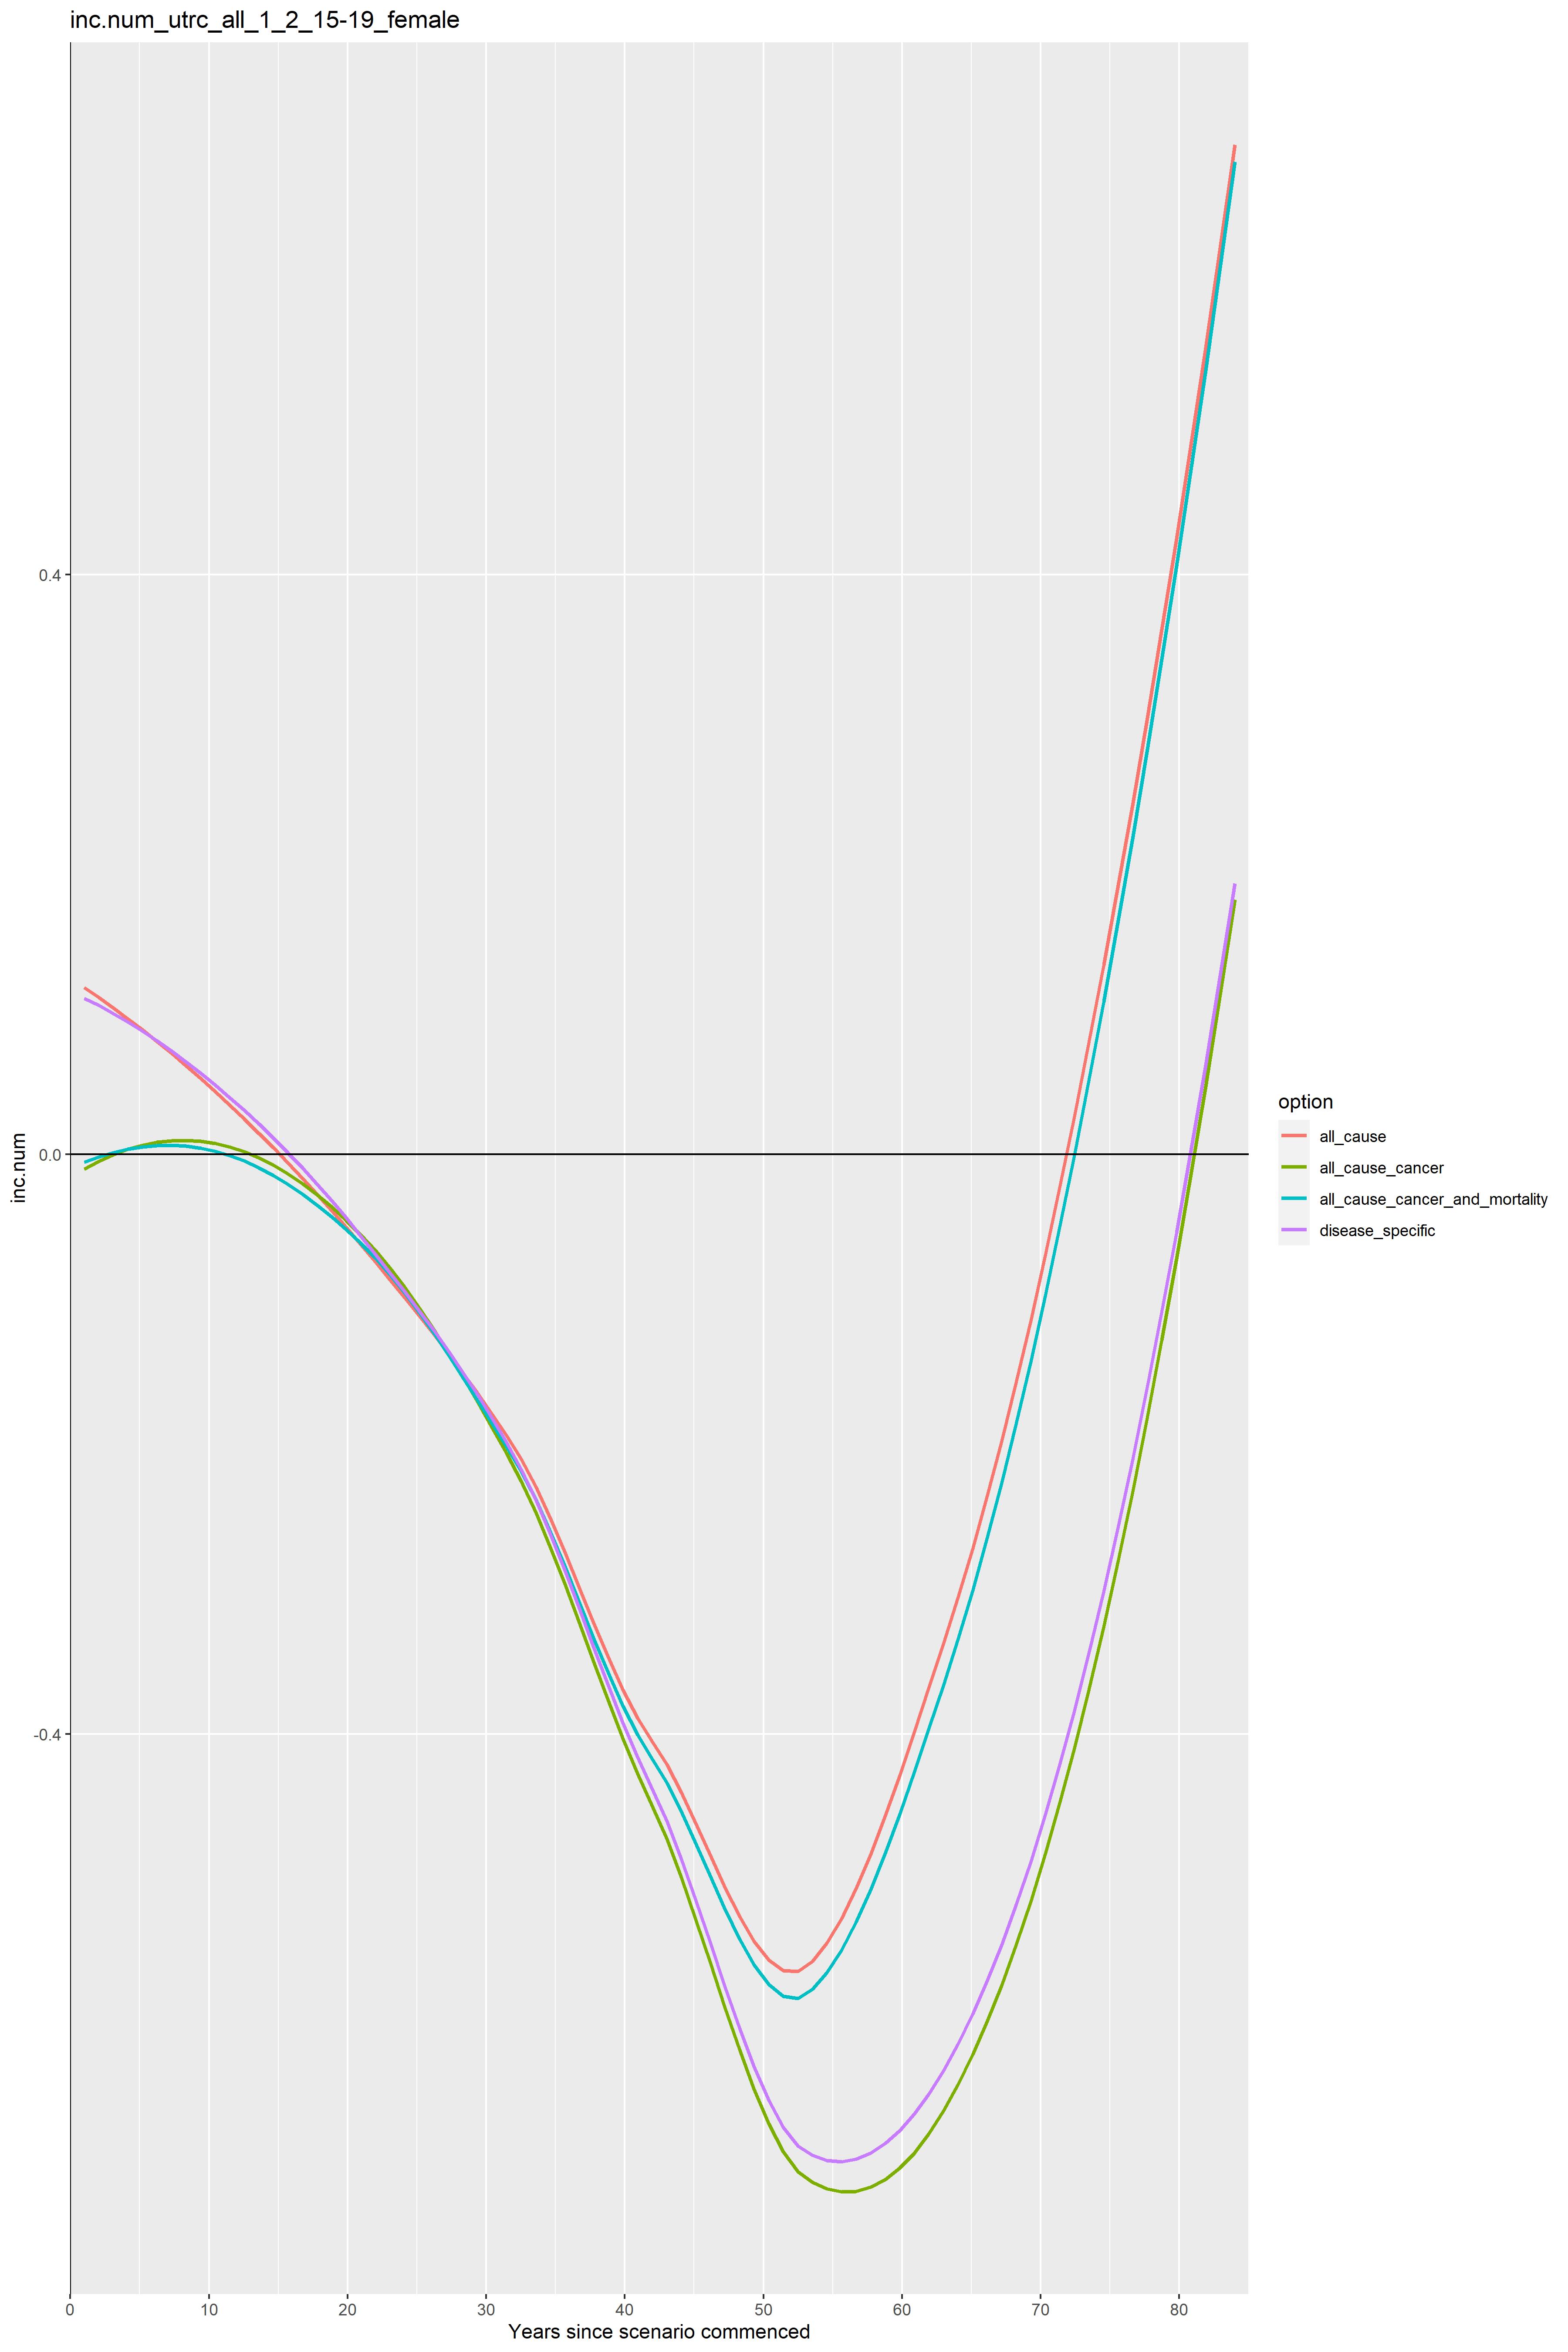 inc.num_utrc_all_1_2_15-19_female
0.4
0.0
-0.4
inc.num
0 10 20 30 40 50 60 70 80
Years since scenario commenced
option
all_cause
all_cause_cancer
all_cause_cancer_and_mortality
disease_specific